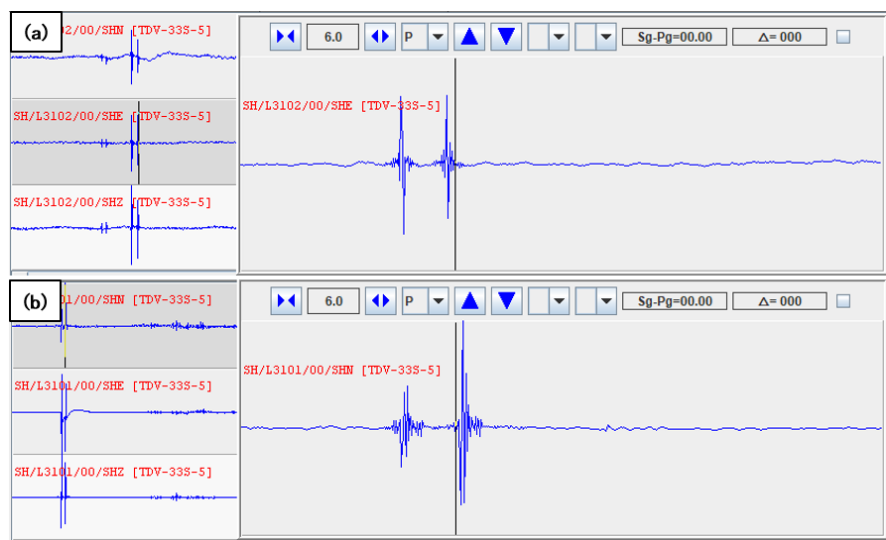 (a)
02/00/SHN [TDV-33S-5]
SH/L3102/00/SHE [TDV-33S-5]
SH/L3102/00/SHZ [TDV-33S-5]
6.0 P Sg-Pg=00.00 Δ= 000
SH/L3102/00/SHE [TDV-33S-5]
(b)
01/00/SHN [TDV-33S-5]
SH/L3101/00/SHE [TDV-33S-5]
SH/L3101/00/SHZ [TDV-33S-5]
6.0 P Sg-Pg=00.00 Δ= 000
SH/L3101/00/SHN [TDV-33S-5]